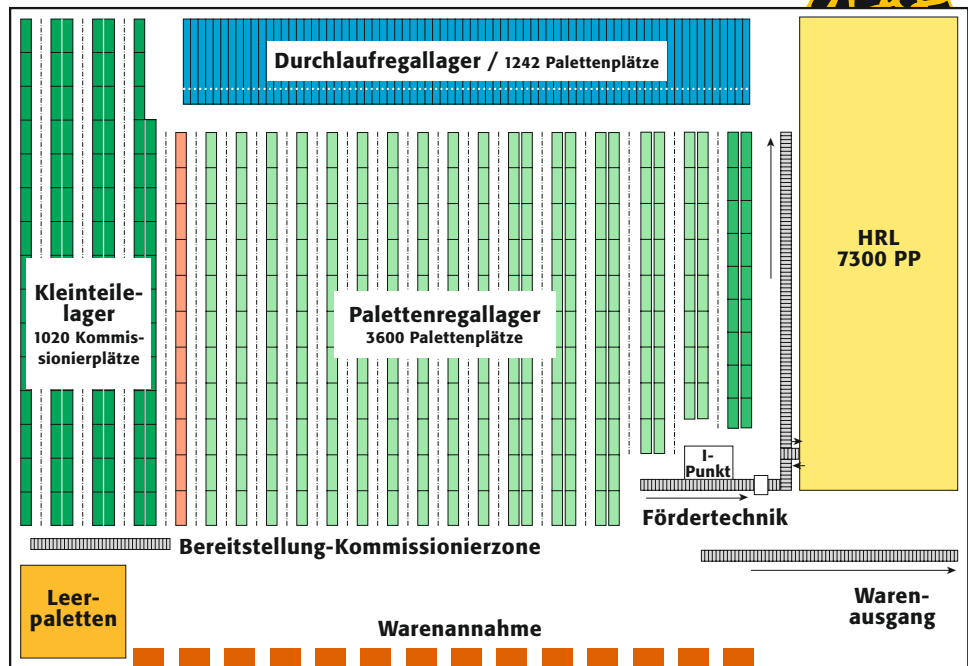 Durchlaufregallager / 1242 Palettenplätze
HRL
7300 PP
Kleinteile-
lager
1020 Kommis-
sionierplätze
Palettenregallager
3600 Palettenplätze
I-
Punkt
Fördertechnik
Bereitstellung-Kommissionierzone
Leer-
paletten
Waren-
ausgang
Warenannahme